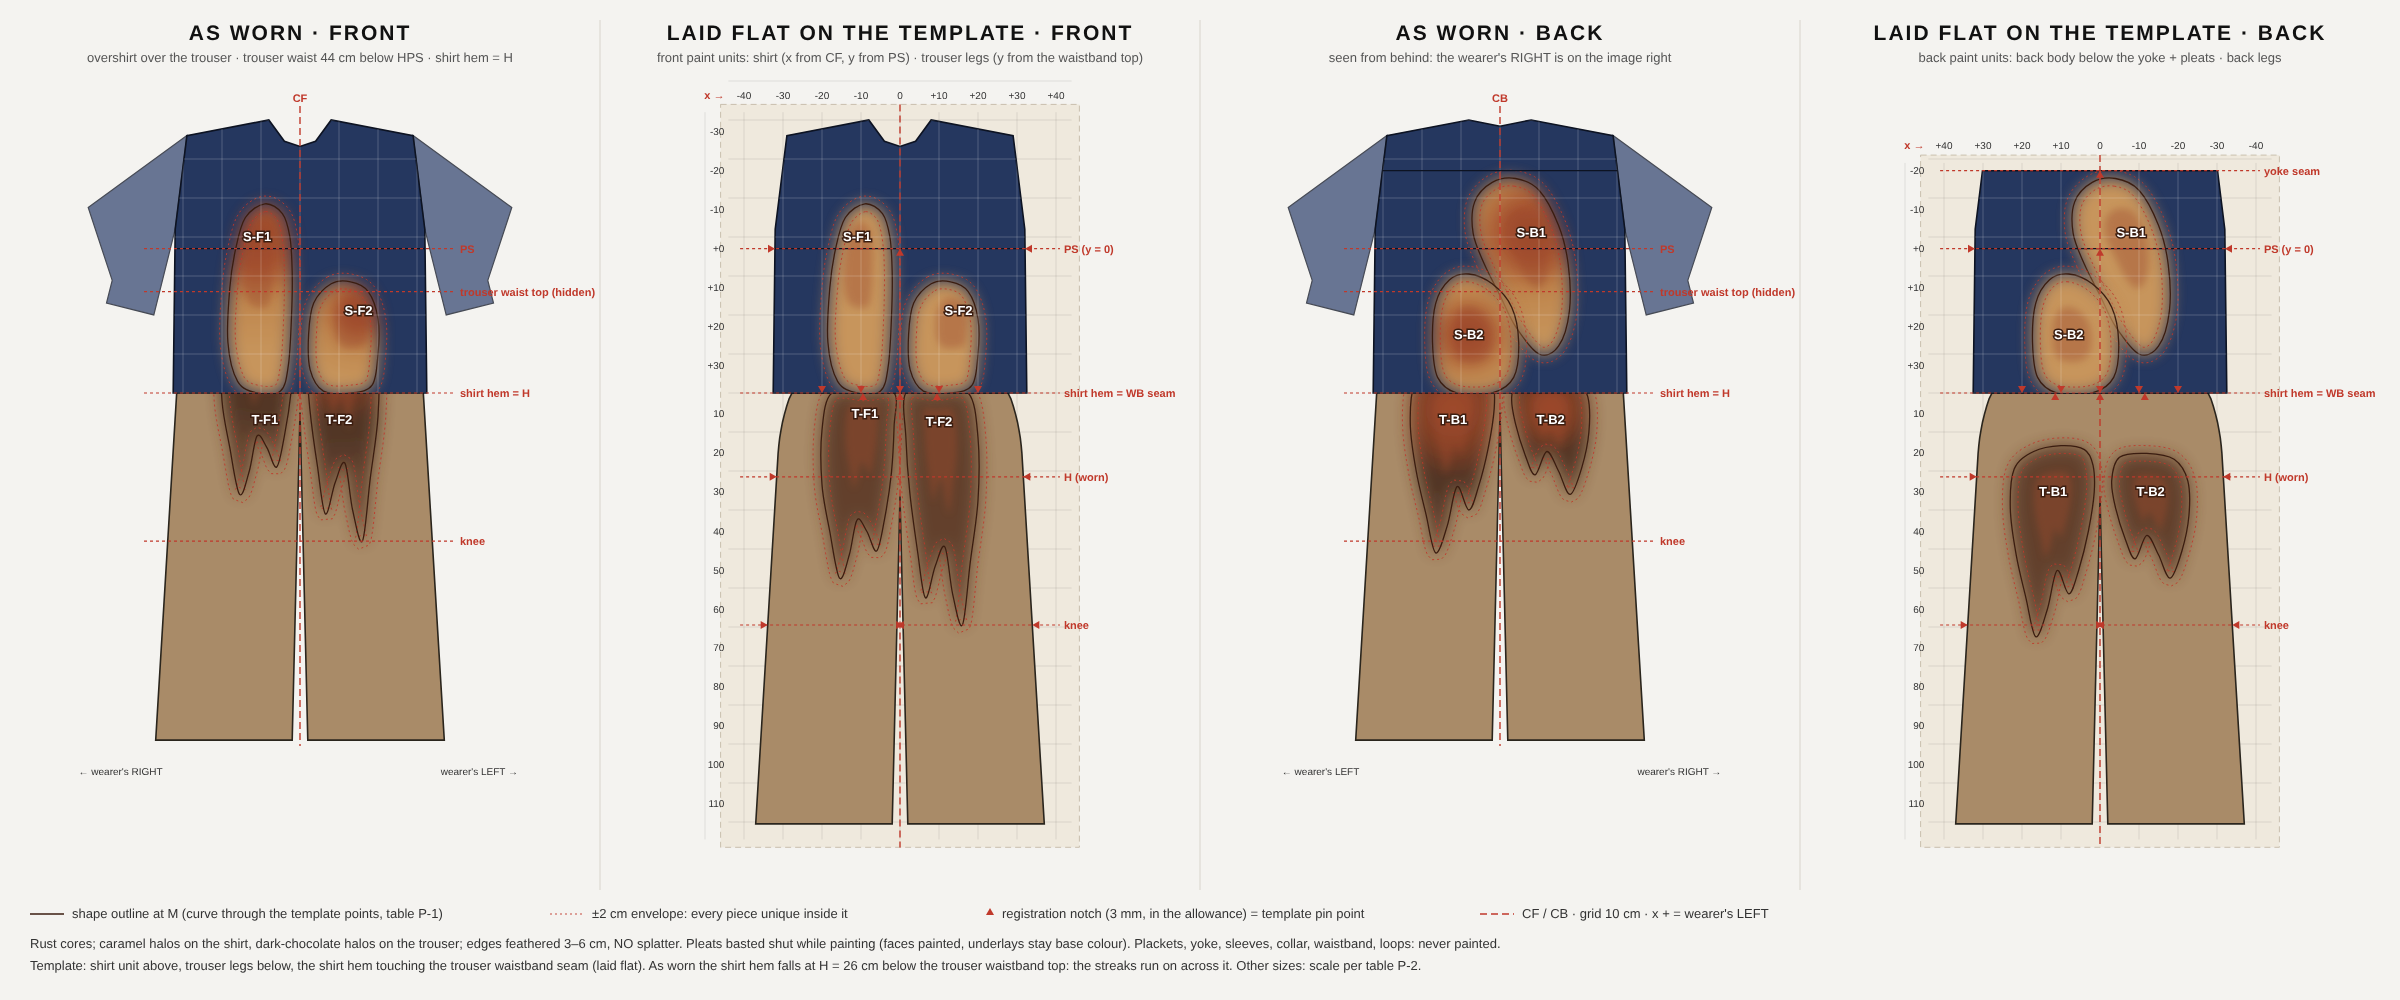 AS WORN · FRONT
overshirt over the trouser · trouser waist 44 cm below HPS · shirt hem = H
CF
S-F1
PS
trouser waist top (hidden)
S-F2
shirt hem = H
T-F1
T-F2
knee
← wearer's RIGHT
wearer's LEFT →
LAID FLAT ON THE TEMPLATE · FRONT
front paint units: shirt (x from CF, y from PS) · trouser legs (y from the waistband top)
x → -40 -30 -20 -10 0 +10 +20 +30 +40
-30
-20
-10
S-F1
+0
PS (y = 0)
+10
S-F2
+20
+30
shirt hem = WB seam
10
T-F1
T-F2
20
H (worn)
30
40
50
60
knee
70
80
90
100
110
AS WORN · BACK
seen from behind: the wearer's RIGHT is on the image right
CB
S-B1
PS
trouser waist top (hidden)
S-B2
shirt hem = H
T-B1
T-B2
knee
← wearer's LEFT
wearer's RIGHT →
LAID FLAT ON THE TEMPLATE · BACK
back paint units: back body below the yoke + pleats · back legs
x → +40 +30 +20 +10 0 -10 -20 -30 -40
-20
yoke seam
-10
S-B1
+0
PS (y = 0)
+10
+20
S-B2
+30
shirt hem = WB seam
10
20
H (worn)
30
T-B1
T-B2
40
50
60
knee
70
80
90
100
110
shape outline at M (curve through the template points, table P-1)
±2 cm envelope: every piece unique inside it
registration notch (3 mm, in the allowance) = template pin point
CF / CB · grid 10 cm · x + = wearer's LEFT
Rust cores; caramel halos on the shirt, dark-chocolate halos on the trouser; edges feathered 3–6 cm, NO splatter. Pleats basted shut while painting (faces painted, underlays stay base colour). Plackets, yoke, sleeves, collar, waistband, loops: never painted.
Template: shirt unit above, trouser legs below, the shirt hem touching the trouser waistband seam (laid flat). As worn the shirt hem falls at H = 26 cm below the trouser waistband top: the streaks run on across it. Other sizes: scale per table P-2.